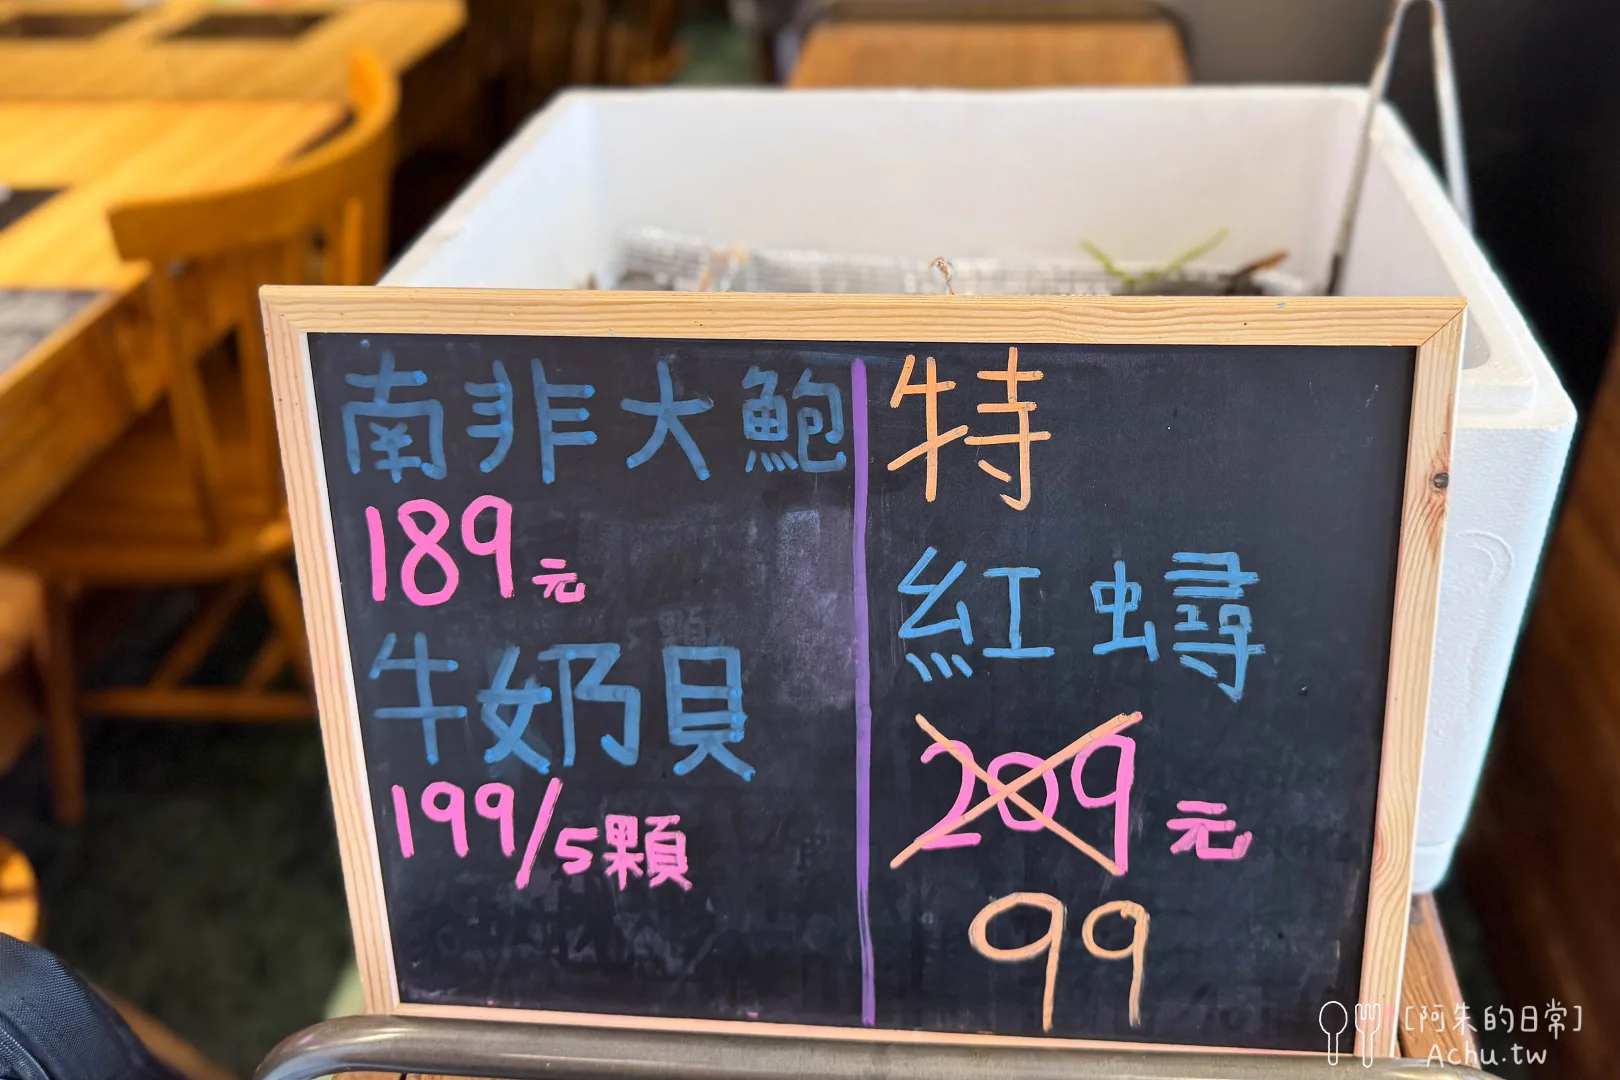 南非大鮑
189元
牛奶貝
199/5顆
特
紅蟳
209元
99
[阿朱的日常]
Achu.tw